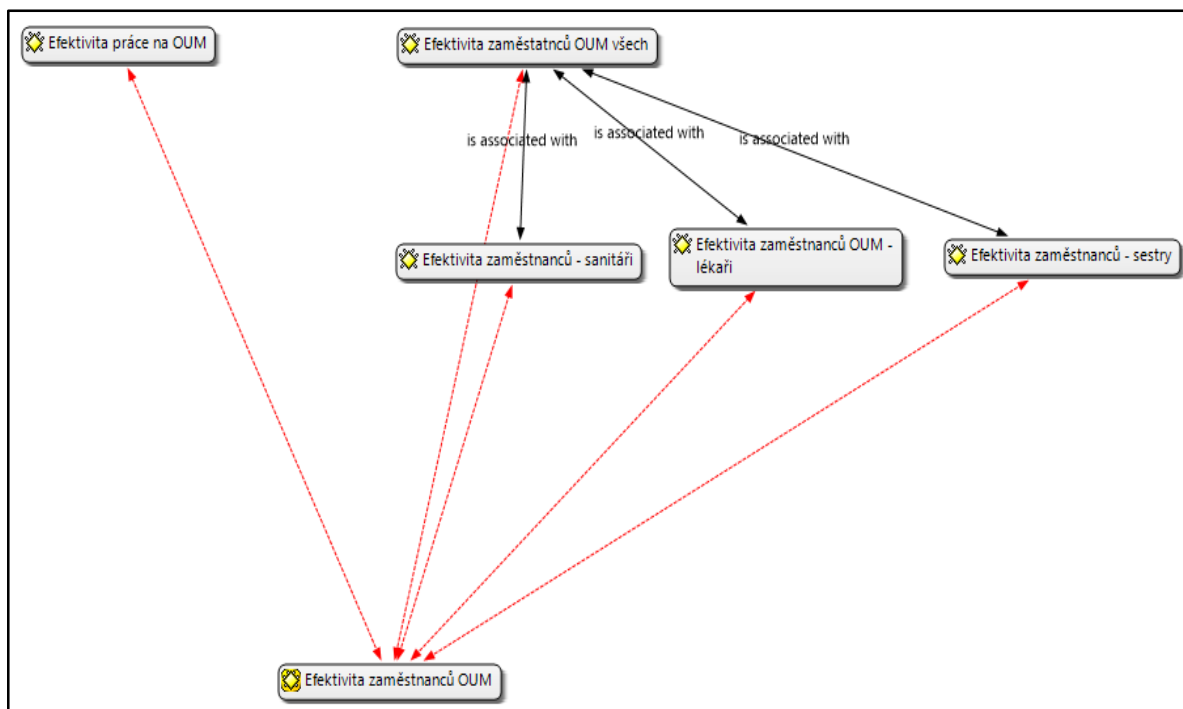 Efektivita práce na OUM
Efektivita zaměstatnců OUM všech
is associated with
is associated with
is associated with
Efektivita zaměstnanců - sanitáři
Efektivita zaměstnanců OUM -
lékaři
Efektivita zaměstnanců - sestry
Efektivita zaměstnanců OUM